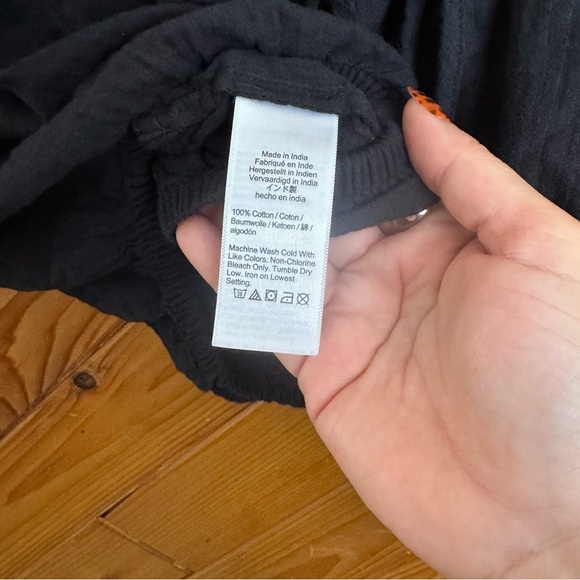 Made in India
Fabriqué en Inde
Hergestellt in Indien
Vervaardigd in India
インド製
hecho en india
100% Cotton / Coton /
Baumwolle / Katoen / 綿 /
algodón
Machine Wash Cold With
Like Colors. Non-Chlorine
Bleach Only. Tumble Dry
Low. Iron on Lowest
Setting.